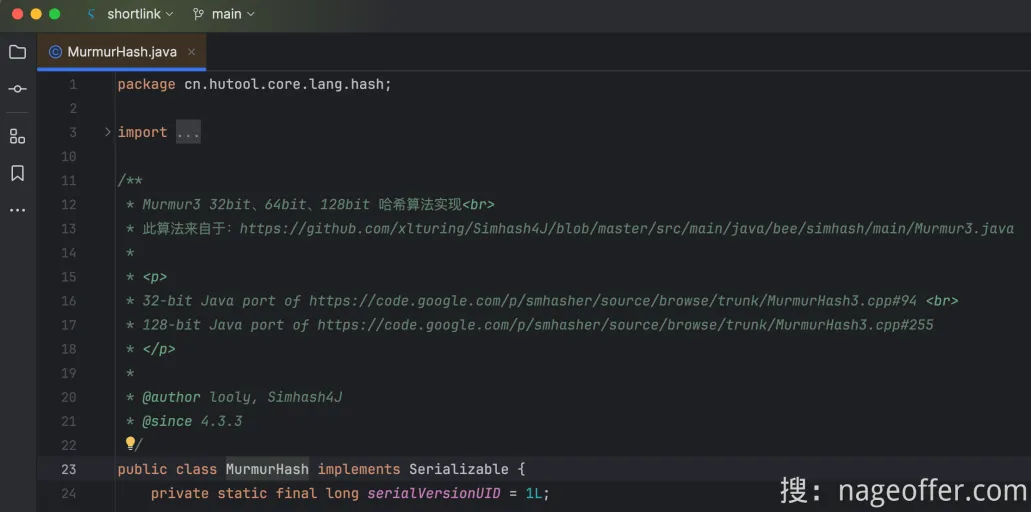 shortlink main
MurmurHash.java
1 package cn.hutool.core.lang.hash;
2
3 import ...
10
11 /**
12 * Murmur3 32bit、64bit、128bit 哈希算法实现<br>
13 * 此算法来自于：https://github.com/xlturing/Simhash4J/blob/master/src/main/java/bee/simhash/main/Murmur3.java
14 *
15 * <p>
16 * 32-bit Java port of https://code.google.com/p/smhasher/source/browse/trunk/MurmurHash3.cpp#94 <br>
17 * 128-bit Java port of https://code.google.com/p/smhasher/source/browse/trunk/MurmurHash3.cpp#255
18 * </p>
19 *
20 * @author looly, Simhash4J
21 * @since 4.3.3
22 */
23 public class MurmurHash implements Serializable {
24 private static final long serialVersionUID = 1L;
搜：nageoffer.com